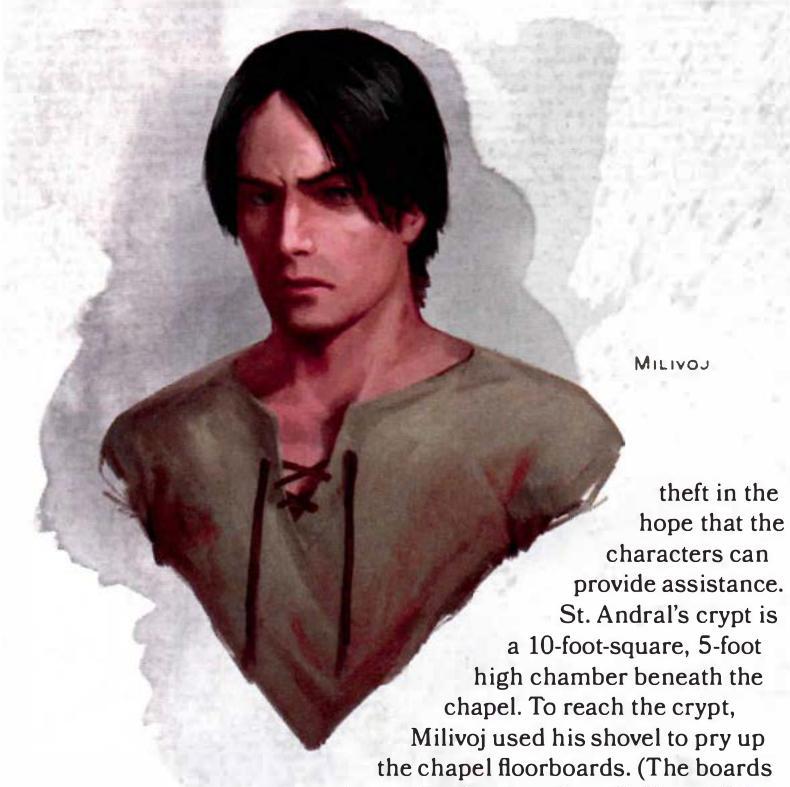 MILIVOJ
theft in the
hope that the
characters can
provide assistance.
St. Andral's crypt is
a 10-foot-square, 5-foot
high chamber beneath the
chapel. To reach the crypt,
Milivoj used his shovel to pry up
the chapel floorboards. (The boards